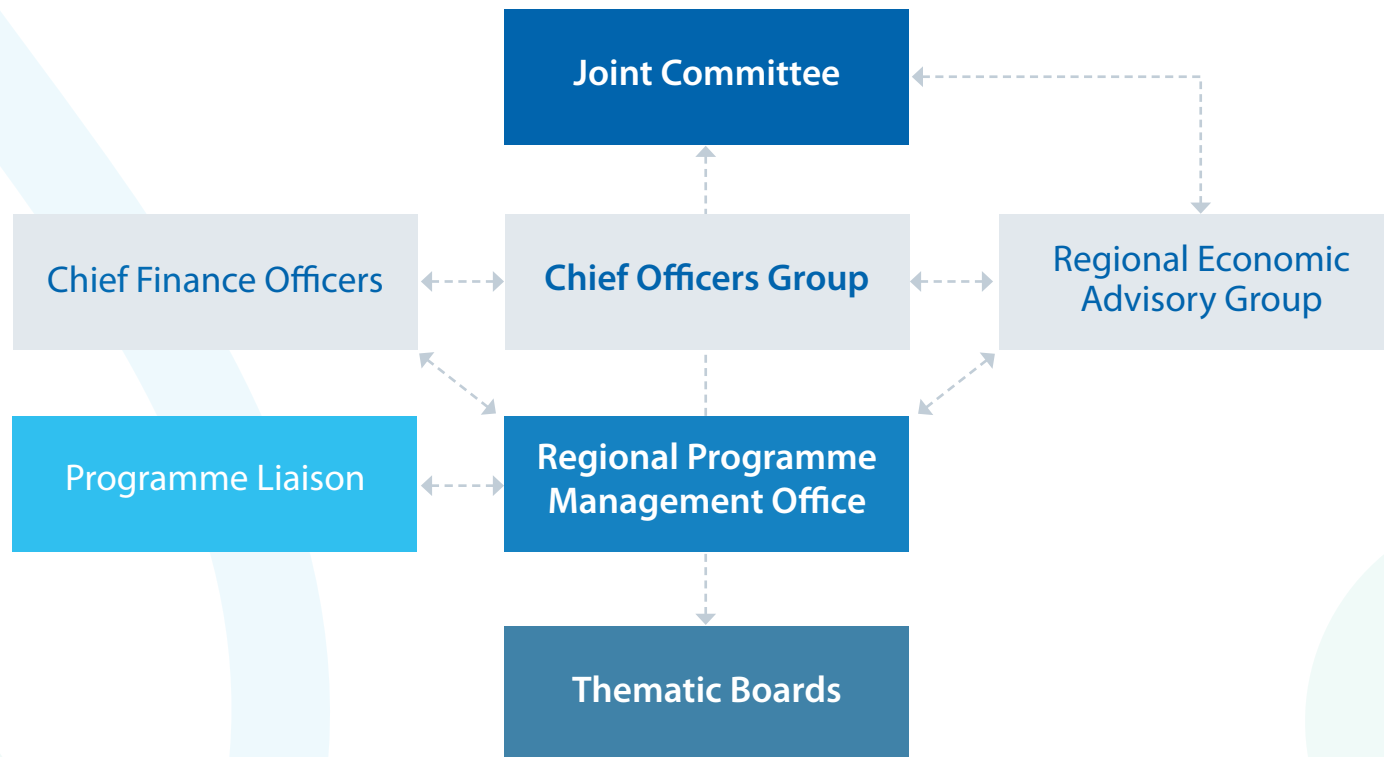 Joint Committee
Chief Finance Officers
Chief Officers Group
Regional Economic
Advisory Group
Programme Liaison
Regional Programme
Management Office
Thematic Boards